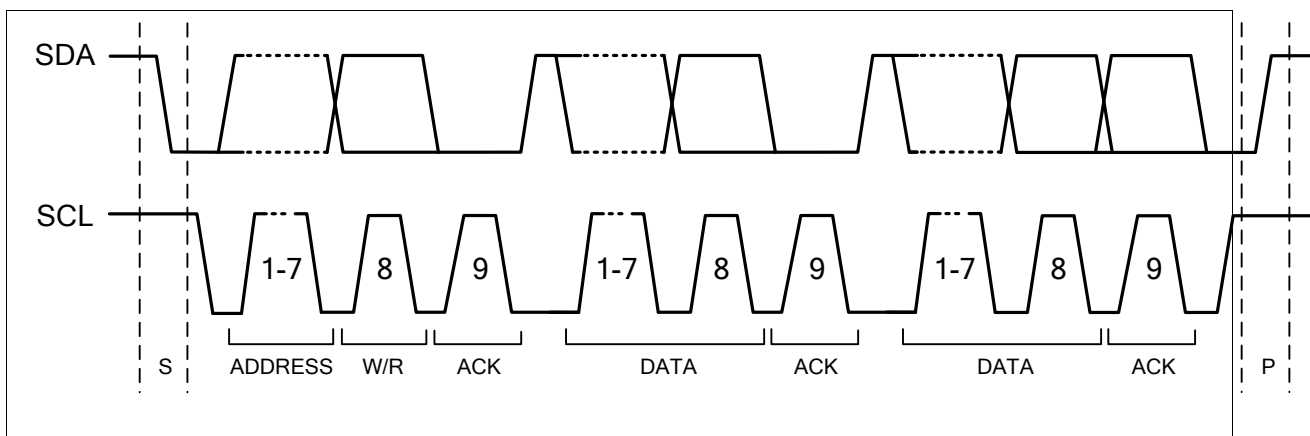 SDA
SCL
1-7 8 9 1-7 8 9 1-7 8 9
S ADDRESS W/R ACK DATA ACK DATA ACK P